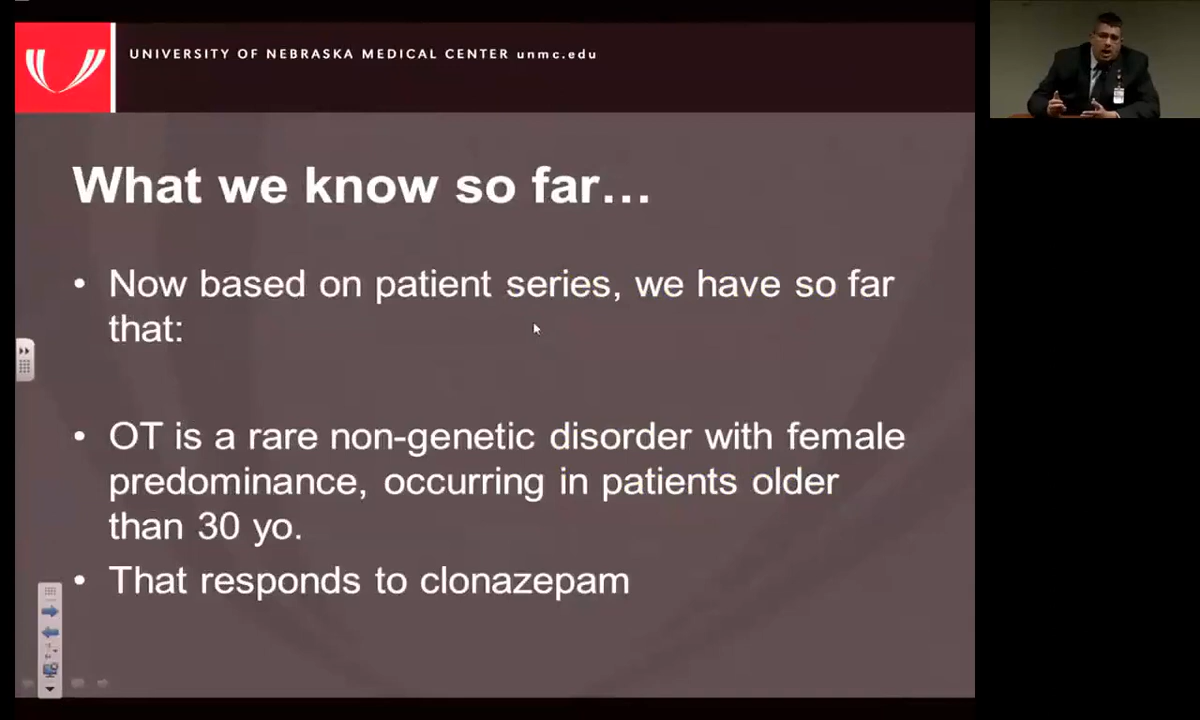 UNIVERSITY OF NEBRASKA MEDICAL CENTER unmc.edu
What we know so far…
• Now based on patient series, we have so far
that:
• OT is a rare non-genetic disorder with female
predominance, occurring in patients older
than 30 yo.
• That responds to clonazepam